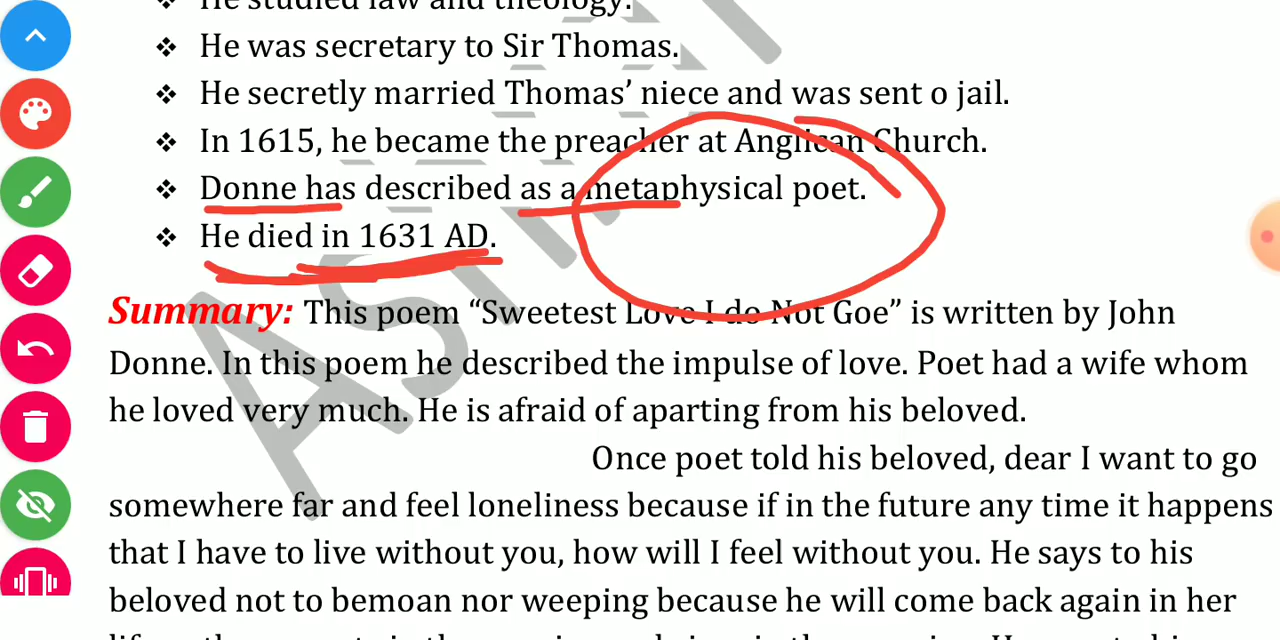 ❖ He studied law and theology.
❖ He was secretary to Sir Thomas.
❖ He secretly married Thomas’ niece and was sent o jail.
❖ In 1615, he became the preacher at Anglican Church.
❖ Donne has described as a metaphysical poet.
❖ He died in 1631 AD.
Summary: This poem “Sweetest Love I do Not Goe” is written by John
Donne. In this poem he described the impulse of love. Poet had a wife whom
he loved very much. He is afraid of aparting from his beloved.
Once poet told his beloved, dear I want to go
somewhere far and feel loneliness because if in the future any time it happens
that I have to live without you, how will I feel without you. He says to his
beloved not to bemoan nor weeping because he will come back again in her